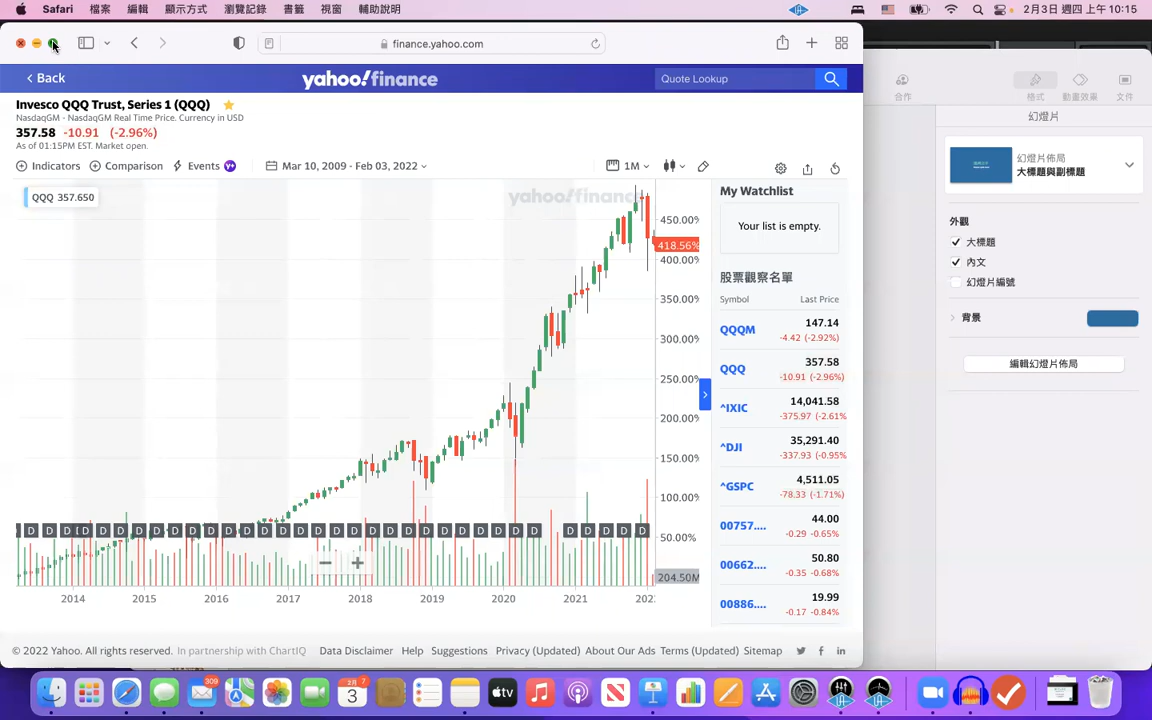 Safari 檔案 編輯 顯示方式 瀏覽記錄 書籤 視窗 輔助說明 2月3日 週四 上午 10:15
finance.yahoo.com
Back yahoo!finance Quote Lookup
Invesco QQQ Trust, Series 1 (QQQ)
NasdaqGM - NasdaqGM Real Time Price. Currency in USD
357.58 -10.91 (-2.96%)
As of 01:15PM EST. Market open.
Indicators Comparison Events Y+ Mar 10, 2009 - Feb 03, 2022 1M
QQQ 357.650
yahoo!financ
450.00%
418.56%
400.00%
350.00%
300.00%
250.00%
200.00%
150.00%
100.00%
50.00%
204.50M
D D D D D D D D D D D D D D D D D D D D D D D D D D D D D D D D D D
2014 2015 2016 2017 2018 2019 2020 2021 202
My Watchlist
Your list is empty.
股票觀察名單
Symbol Last Price
QQQM 147.14
-4.42 (-2.92%)
QQQ 357.58
-10.91 (-2.96%)
^IXIC 14,041.58
-375.97 (-2.61%
^DJI 35,291.40
-337.93 (-0.95%)
^GSPC 4,511.05
-78.33 (-1.71%)
00757.... 44.00
-0.29 -0.65%
00662.... 50.80
-0.35 -0.68%
00886.... 19.99
-0.17 -0.84%
© 2022 Yahoo. All rights reserved. In partnership with ChartIQ Data Disclaimer Help Suggestions Privacy (Updated) About Our Ads Terms (Updated) Sitemap
合作 格式 動畫效果 文件
幻燈片
幻燈片佈局
大標題與副標題
外觀
大標題
內文
幻燈片編號
背景
編輯幻燈片佈局
309
2月 7
3
tv